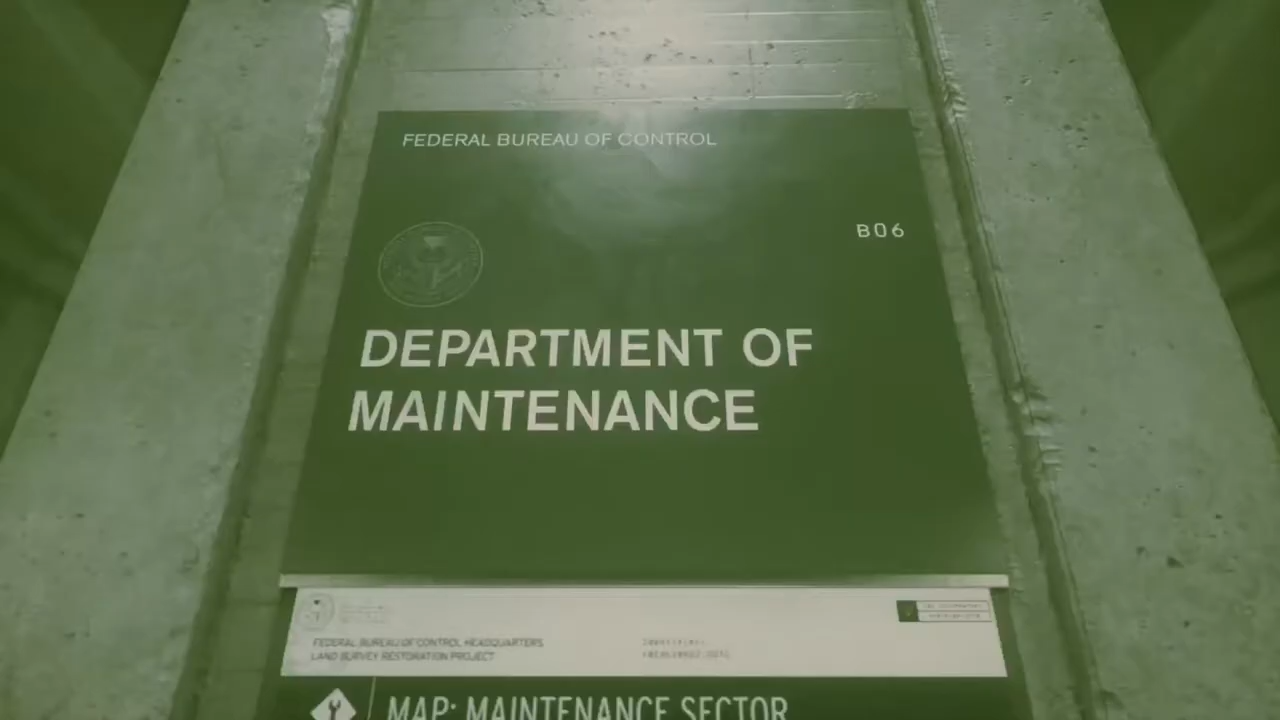 FEDERAL BUREAU OF CONTROL
B06
DEPARTMENT OF
MAINTENANCE
FEDERAL BUREAU OF CONTROL HEADQUARTERS
LAND SURVEY RESTORATION PROJECT
MAP: MAINTENANCE SECTOR